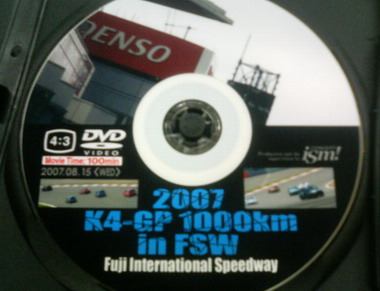 DENSO
4:3
DVD
VIDEO
Movie Time: 100min
2007.08.15 <WED>
ism!
2007
K4-GP 1000km
in FSW
Fuji International Speedway